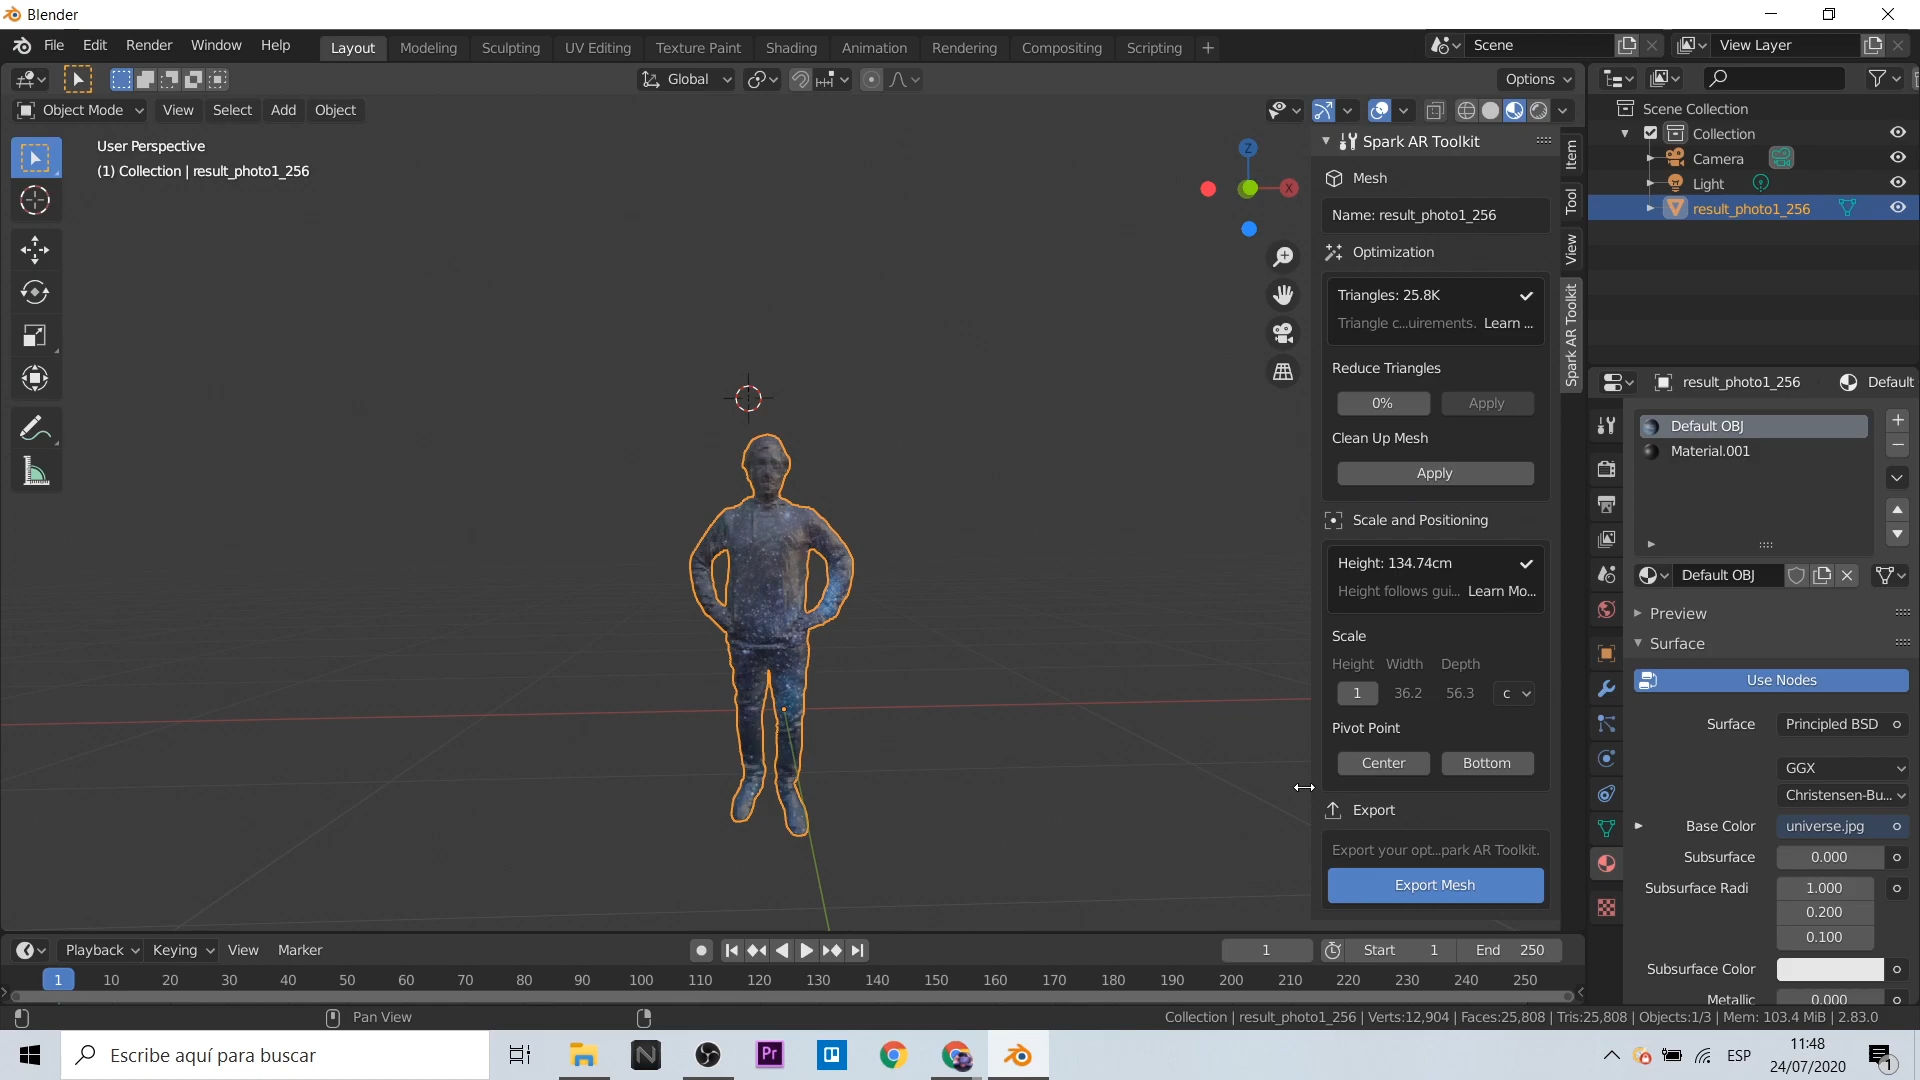 Blender
File Edit Render Window Help
Layout Modeling Sculpting UV Editing Texture Paint Shading Animation Rendering Compositing Scripting +
Scene
View Layer
Global
Options
Object Mode View Select Add Object
User Perspective
(1) Collection | result_photo1_256
Z
X
Item
Tool
View
Spark AR Toolkit
Spark AR Toolkit
Mesh
Name: result_photo1_256
Optimization
Triangles: 25.8K
Triangle c...uirements. Learn ...
Reduce Triangles
0% Apply
Clean Up Mesh
Apply
Scale and Positioning
Height: 134.74cm
Height follows gui... Learn Mo...
Scale
Height Width Depth
1 36.2 56.3 c
Pivot Point
Center Bottom
Export
Export your opt...park AR Toolkit.
Export Mesh
Scene Collection
Collection
Camera
Light
result_photo1_256
result_photo1_256 Default
Default OBJ
Material.001
Default OBJ
Preview
Surface
Use Nodes
Surface Principled BSD
GGX
Christensen-Bu...
Base Color universe.jpg
Subsurface 0.000
Subsurface Radi 1.000
0.200
0.100
Subsurface Color
Metallic 0.000
Playback Keying View Marker
1 Start 1 End 250
1 10 20 30 40 50 60 70 80 90 100 110 120 130 140 150 160 170 180 190 200 210 220 230 240 250
Pan View
Collection | result_photo1_256 | Verts:12,904 | Faces:25,808 | Tris:25,808 | Objects:1/3 | Mem: 103.4 MiB | 2.83.0
Escribe aquí para buscar
Pr
ESP
11:48
24/07/2020
1